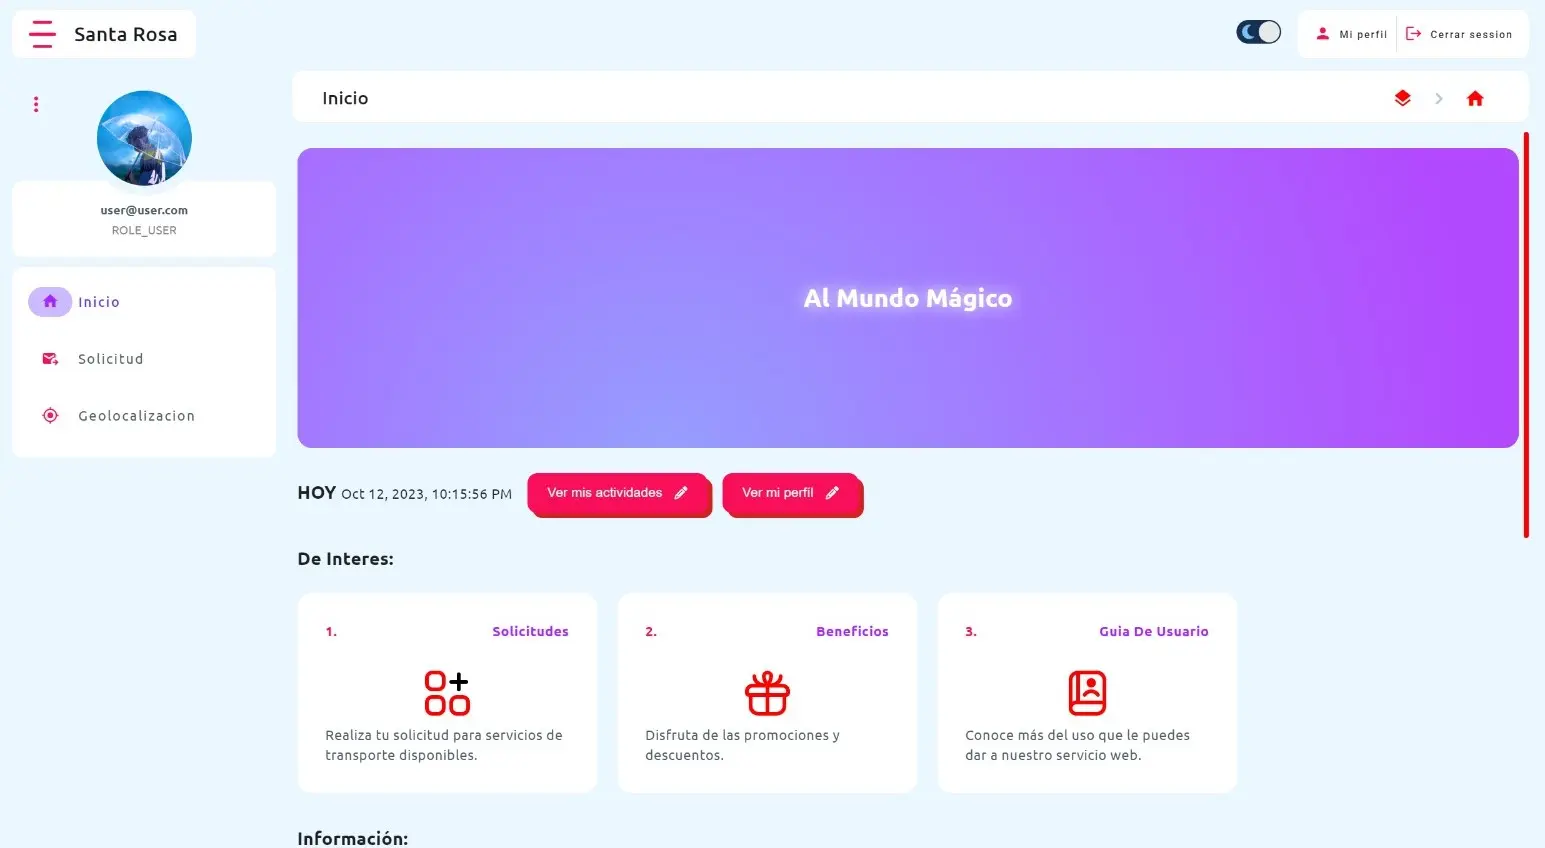 Santa Rosa
Mi perfil
Cerrar session
Inicio
user@user.com
ROLE_USER
Inicio
Solicitud
Geolocalizacion
Al Mundo Mágico
HOY Oct 12, 2023, 10:15:56 PM
Ver mis actividades
Ver mi perfil
De Interes:
1. Solicitudes
Realiza tu solicitud para servicios de
transporte disponibles.
2. Beneficios
Disfruta de las promociones y
descuentos.
3. Guia De Usuario
Conoce más del uso que le puedes
dar a nuestro servicio web.
Información: